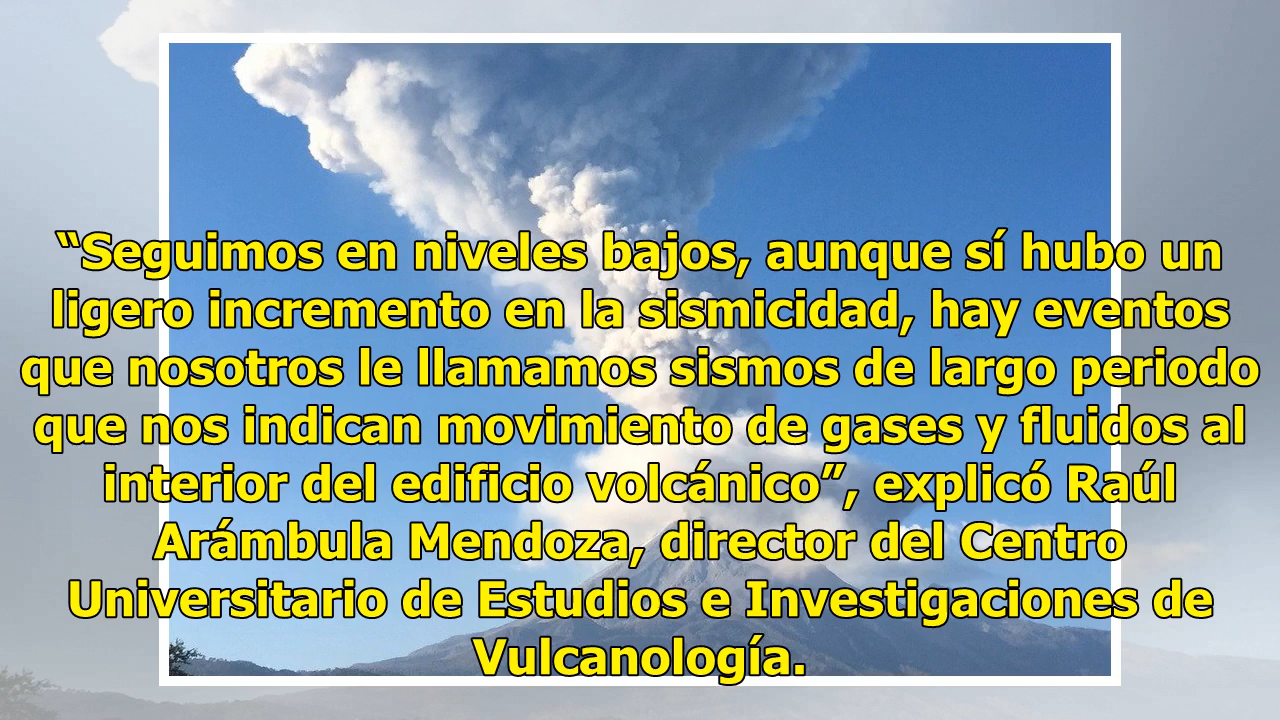 “Seguimos en niveles bajos, aunque sí hubo un
ligero incremento en la sismicidad, hay eventos
que nosotros le llamamos sismos de largo periodo
que nos indican movimiento de gases y fluidos al
interior del edificio volcánico”, explicó Raúl
Arámbula Mendoza, director del Centro
Universitario de Estudios e Investigaciones de
Vulcanología.